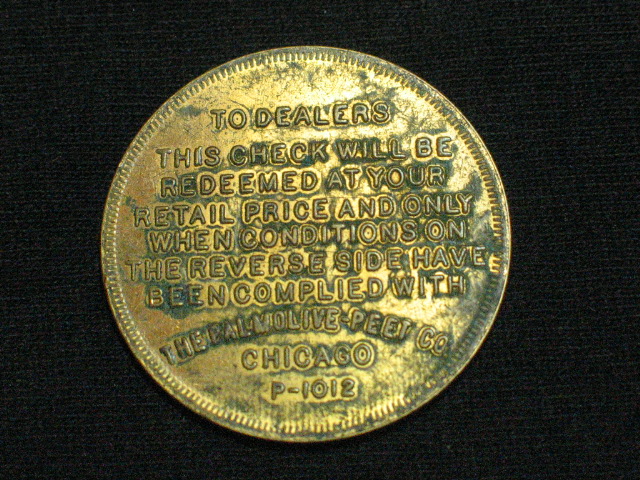 TO DEALERS
THIS CHECK WILL BE
REDEEMED AT YOUR
RETAIL PRICE AND ONLY
WHEN CONDITIONS ON
THE REVERSE SIDE HAVE
BEEN COMPLIED WITH
THE PALMOLIVE-PEET CO
CHICAGO
P-1012